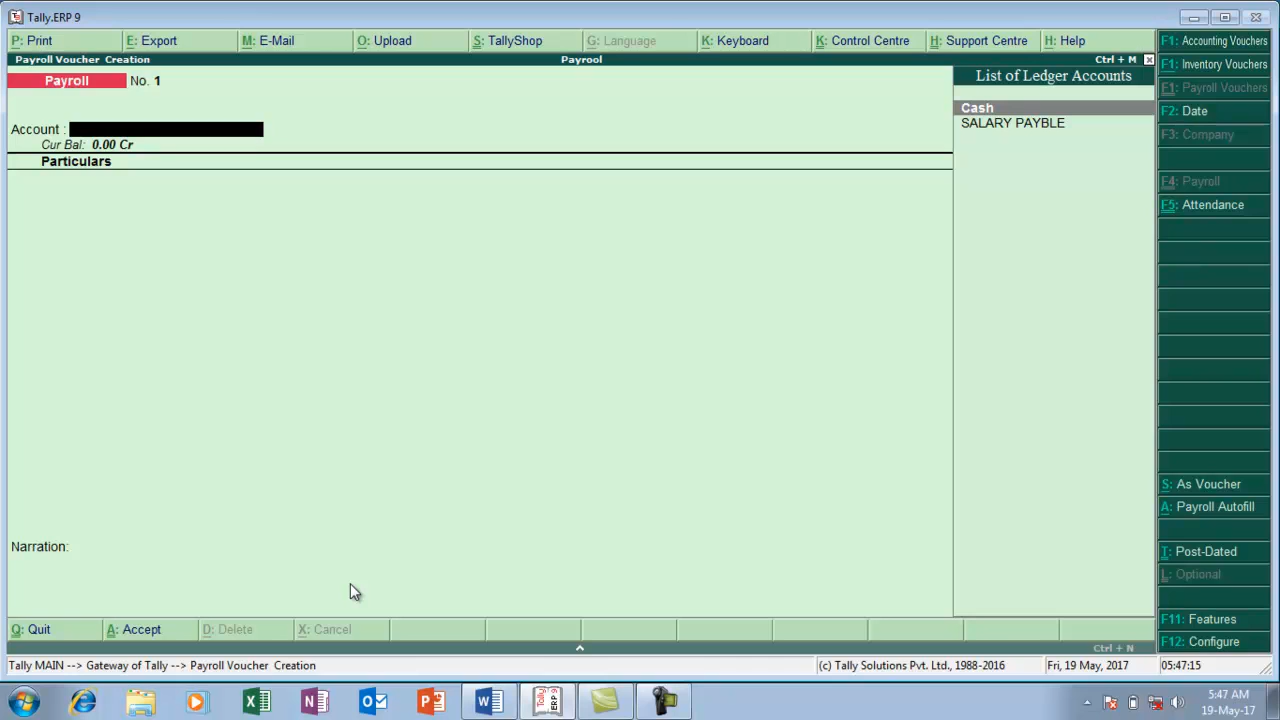 Tally.ERP 9
P: Print
E: Export
M: E-Mail
O: Upload
S: TallyShop
G: Language
K: Keyboard
K: Control Centre
H: Support Centre
H: Help
Payroll Voucher Creation
Payrool
Ctrl + M
Payroll No. 1
Account :
Cur Bal: 0.00 Cr
Particulars
Narration:
List of Ledger Accounts
Cash
SALARY PAYBLE
F1: Accounting Vouchers
F1: Inventory Vouchers
F1: Payroll Vouchers
F2: Date
F3: Company
F4: Payroll
F5: Attendance
S: As Voucher
A: Payroll Autofill
T: Post-Dated
L: Optional
F11: Features
F12: Configure
Q: Quit
A: Accept
D: Delete
X: Cancel
Ctrl + N
Tally MAIN --> Gateway of Tally --> Payroll Voucher Creation
(c) Tally Solutions Pvt. Ltd., 1988-2016
Fri, 19 May, 2017
05:47:15
5:47 AM
19-May-17